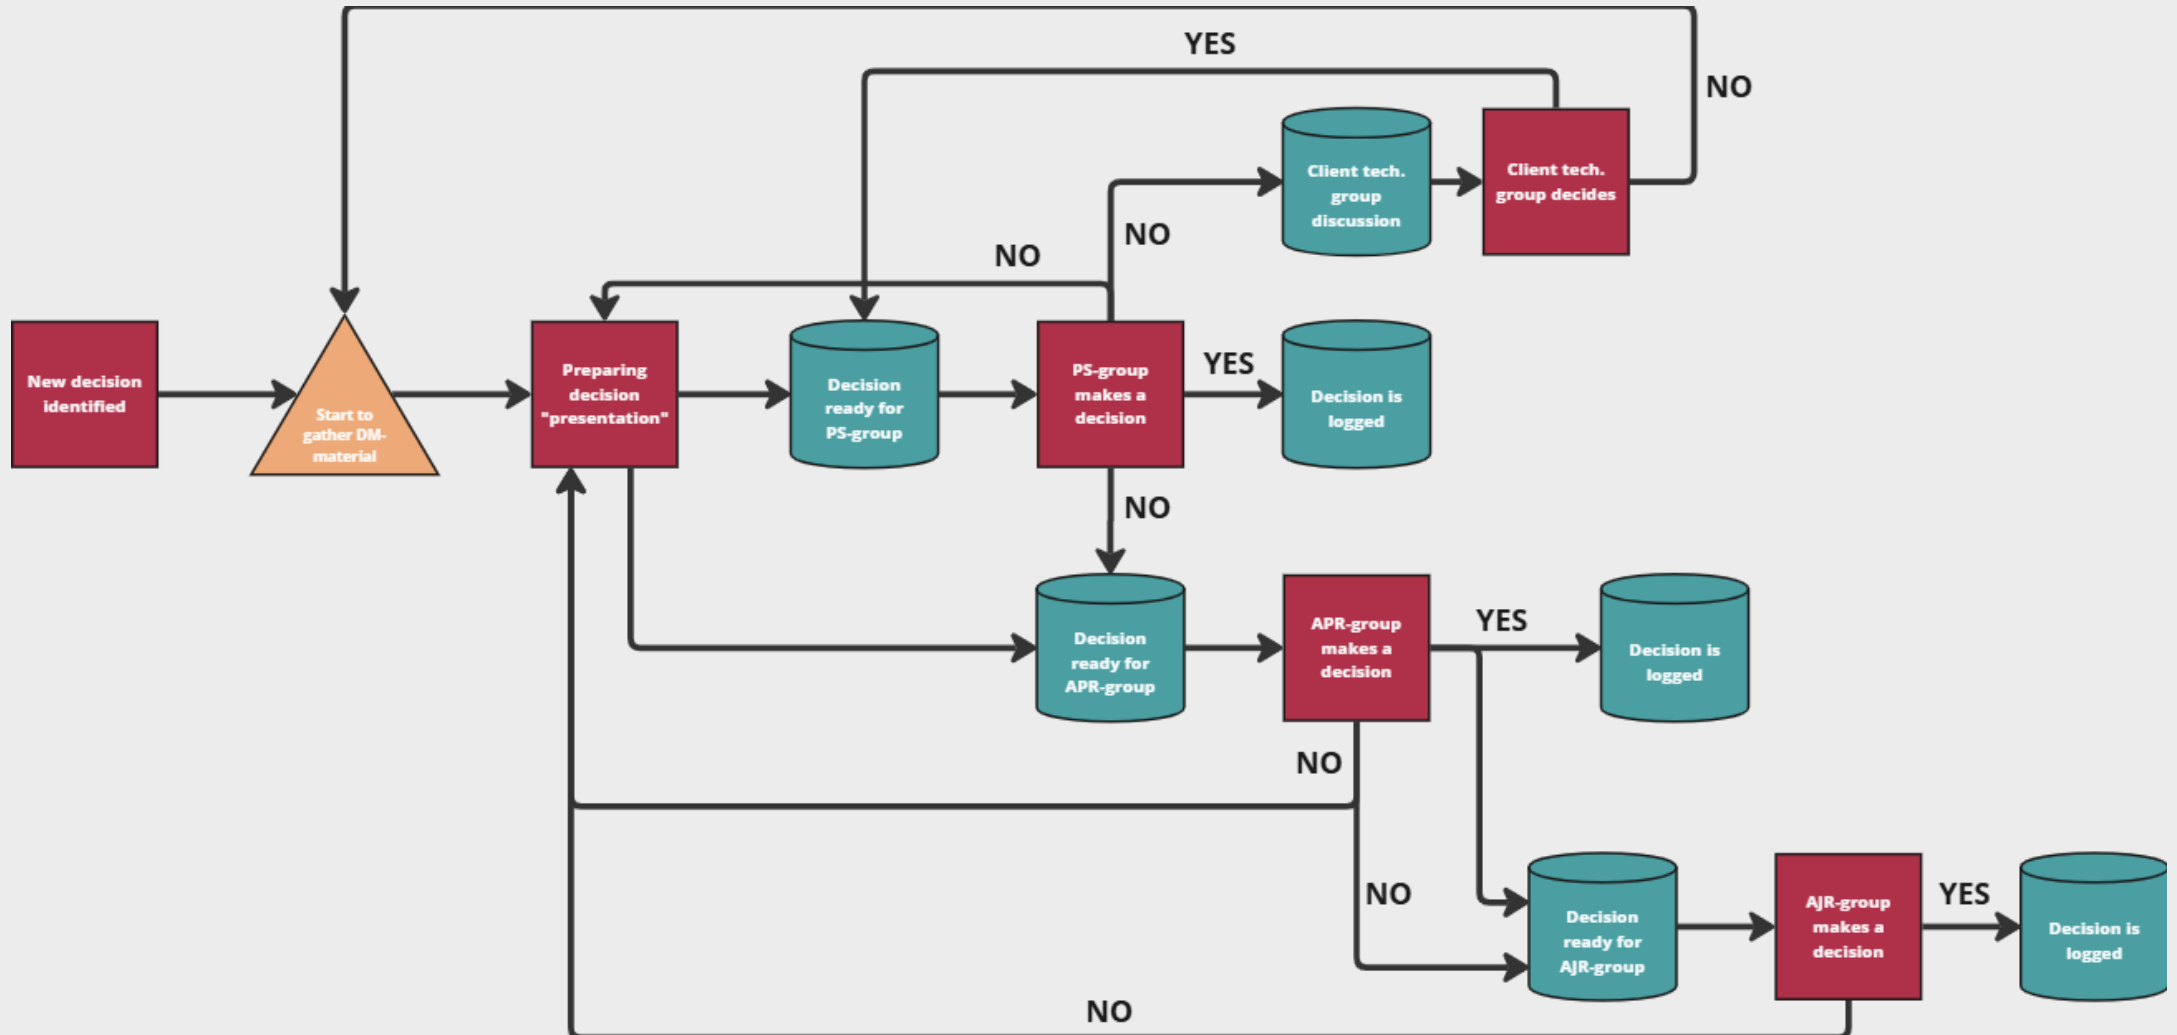 YES
NO
Client tech.
group
discussion
Client tech.
group decides
NO
NO
New decision
identified
Start to
gather DM-
material
Preparing
decision
"presentation"
Decision
ready for
PS-group
PS-group
makes a
decision
YES
Decision is
logged
NO
Decision
ready for
APR-group
APR-group
makes a
decision
YES
Decision is
logged
NO
NO
Decision
ready for
AJR-group
AJR-group
makes a
decision
YES
Decision is
logged
NO